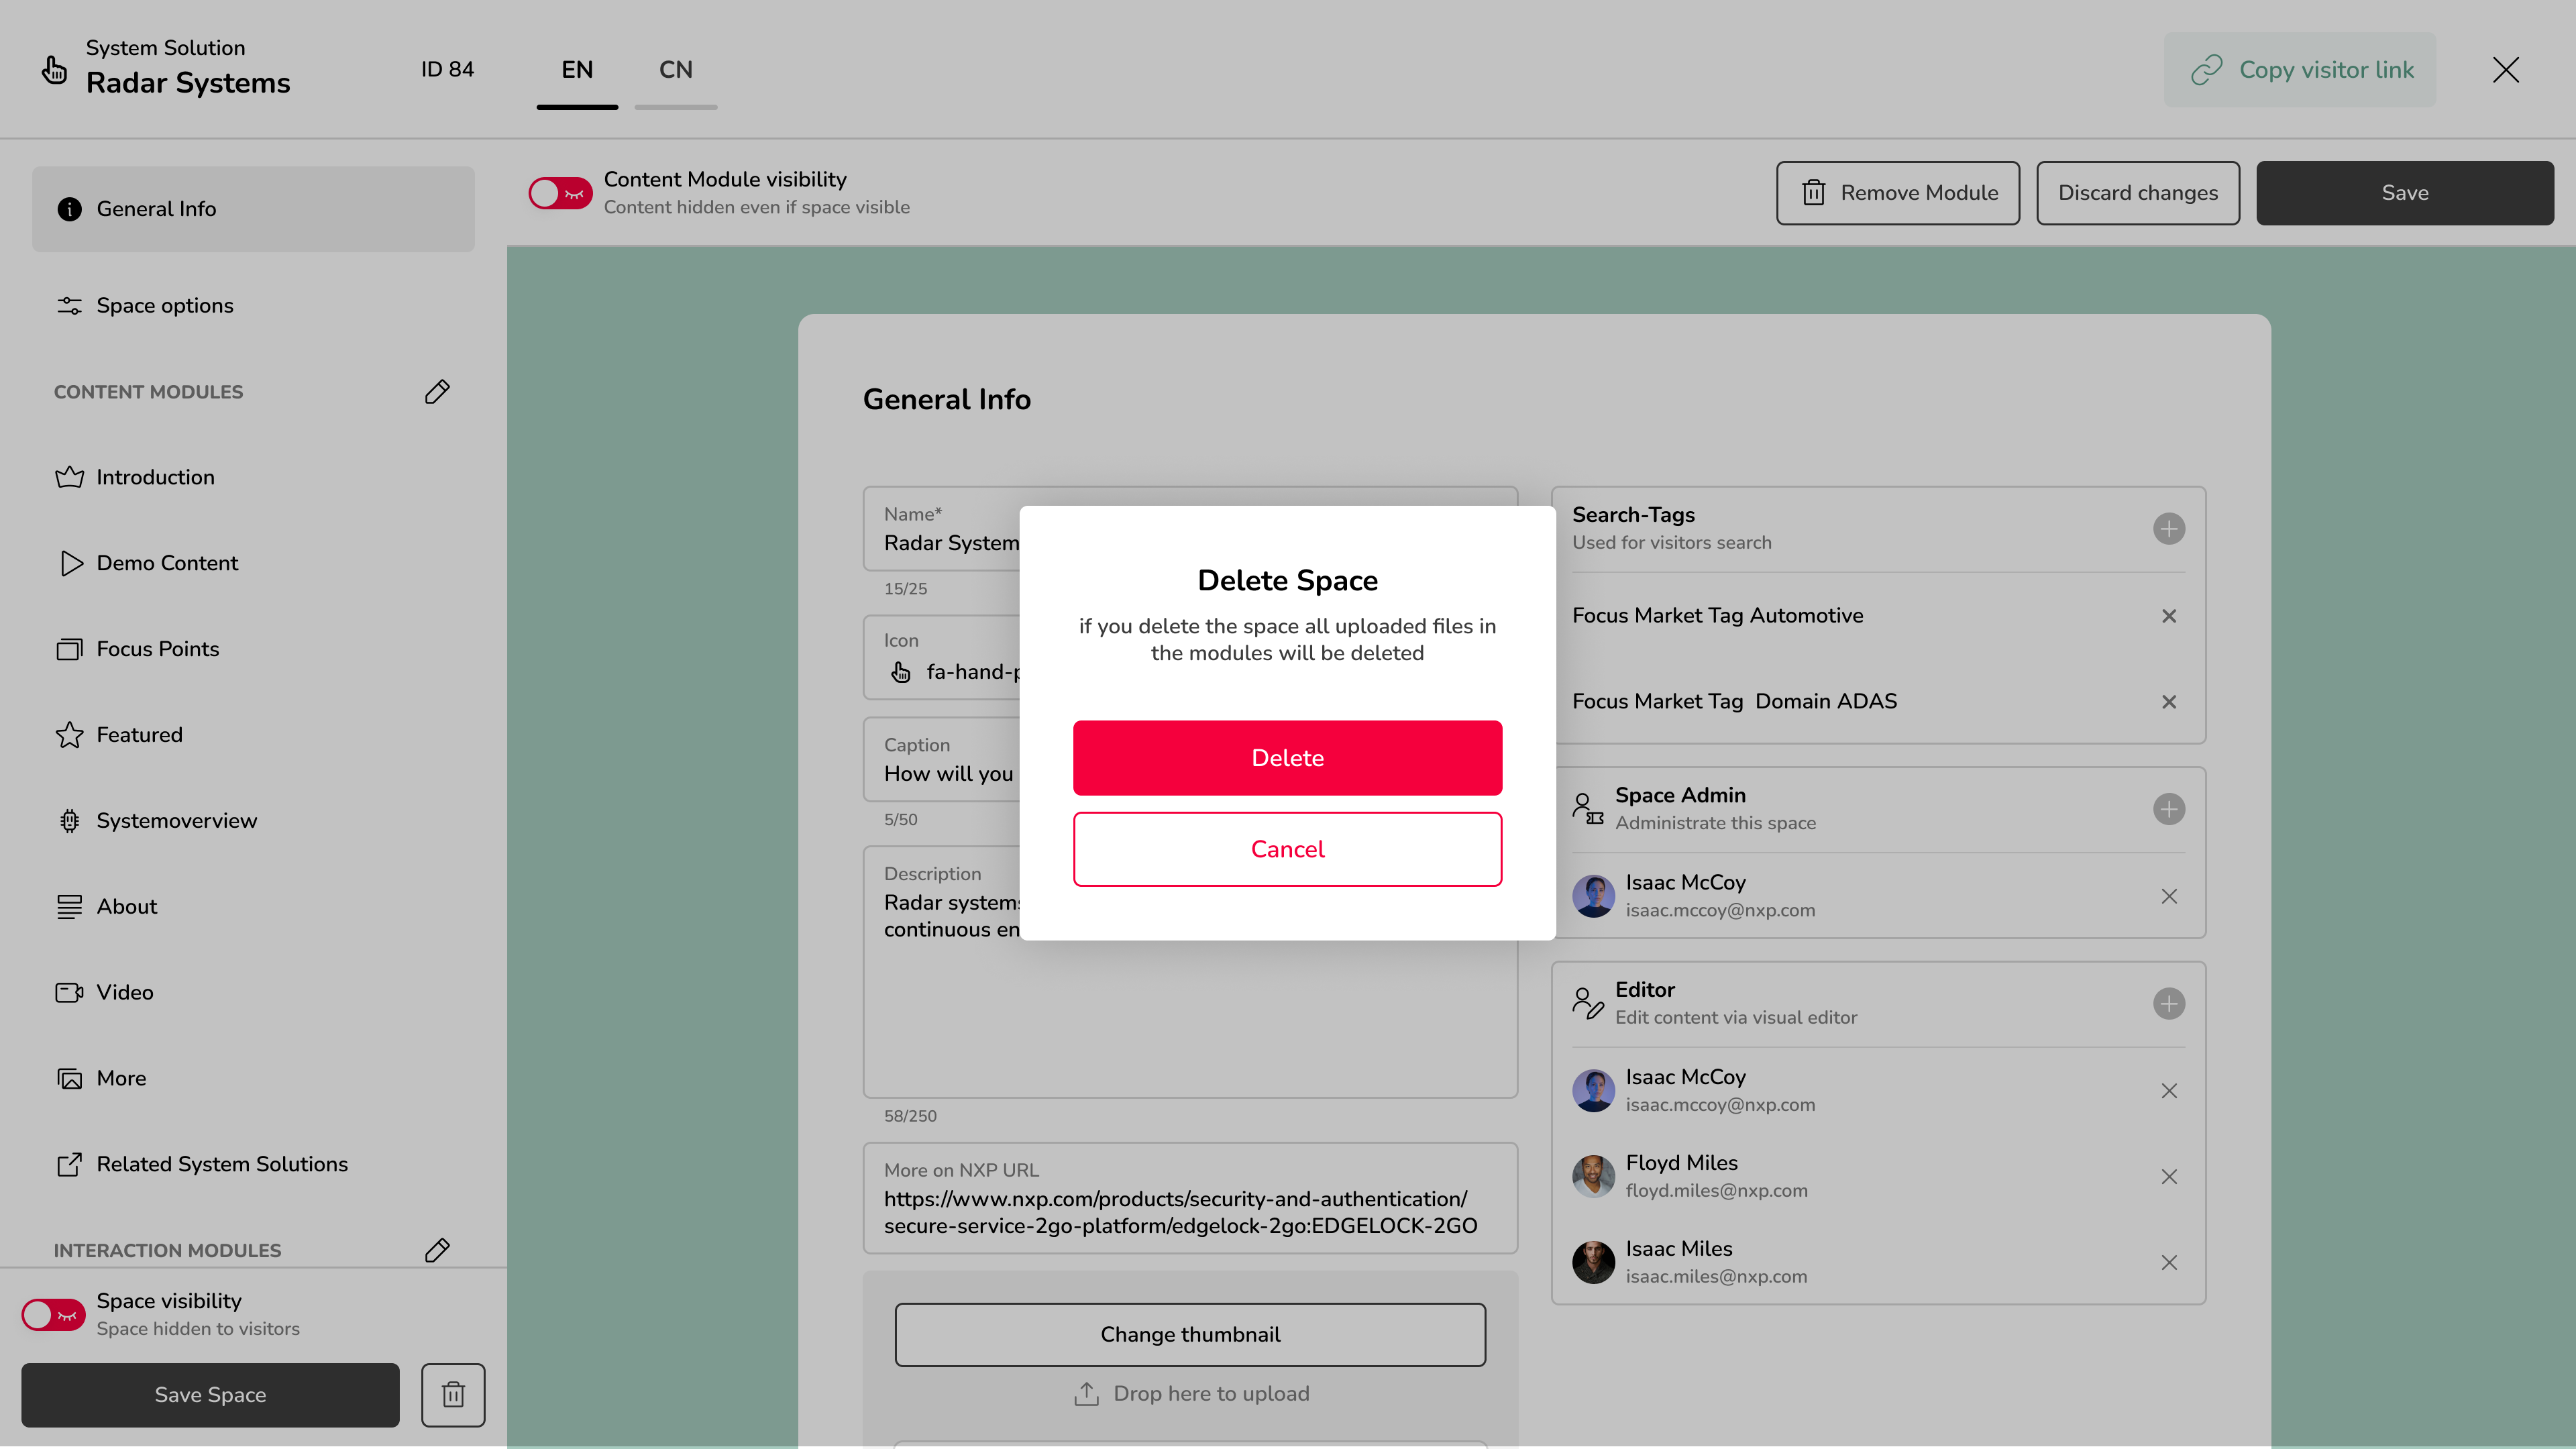 System Solution
Radar Systems
ID 84
EN
CN
Copy visitor link
General Info
Space options
CONTENT MODULES
Introduction
Demo Content
Focus Points
Featured
Systemoverview
About
Video
More
Related System Solutions
INTERACTION MODULES
Space visibility
Space hidden to visitors
Save Space
Content Module visibility
Content hidden even if space visible
Remove Module
Discard changes
Save
General Info
Name*
Radar System
15/25
Icon
fa-hand-p
Caption
How will you
5/50
Description
Radar systems
continuous en
58/250
More on NXP URL
https://www.nxp.com/products/security-and-authentication/
secure-service-2go-platform/edgelock-2go:EDGELOCK-2GO
Change thumbnail
Drop here to upload
Delete Space
if you delete the space all uploaded files in
the modules will be deleted
Delete
Cancel
Search-Tags
Used for visitors search
Focus Market Tag Automotive
Focus Market Tag  Domain ADAS
Space Admin
Administrate this space
Isaac McCoy
isaac.mccoy@nxp.com
Editor
Edit content via visual editor
Isaac McCoy
isaac.mccoy@nxp.com
Floyd Miles
floyd.miles@nxp.com
Isaac Miles
isaac.miles@nxp.com